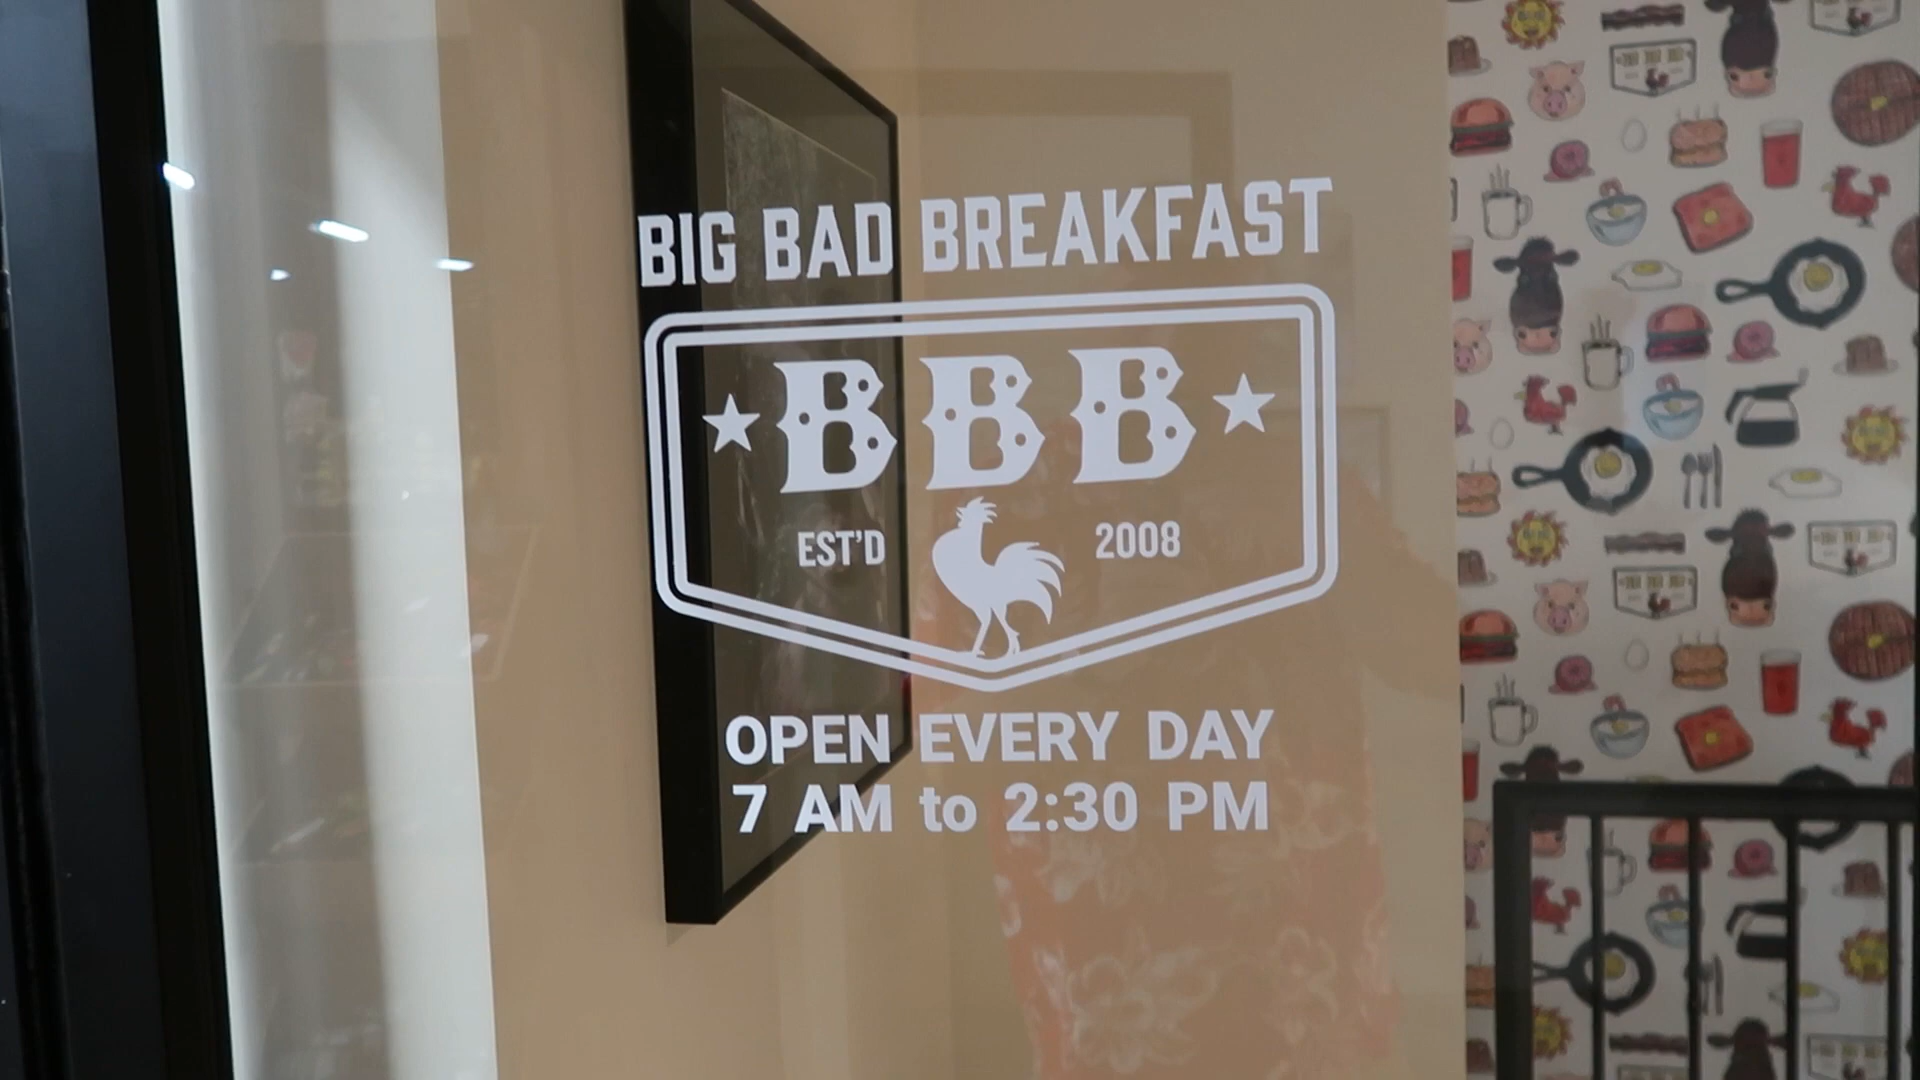 BIG BAD BREAKFAST
BBB
EST'D 2008
OPEN EVERY DAY
7 AM to 2:30 PM